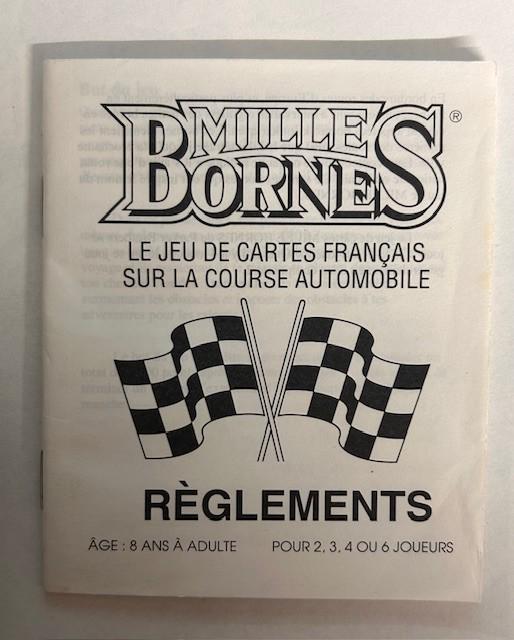 MILLE
BORNES®
LE JEU DE CARTES FRANÇAIS
SUR LA COURSE AUTOMOBILE
RÈGLEMENTS
ÂGE : 8 ANS À ADULTE POUR 2, 3, 4 OU 6 JOUEURS